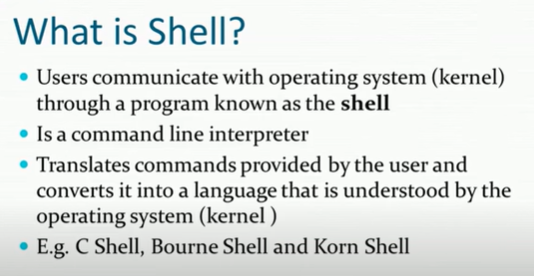 What is Shell?
• Users communicate with operating system (kernel)
through a program known as the shell
• Is a command line interpreter
• Translates commands provided by the user and
converts it into a language that is understood by the
operating system (kernel )
• E.g. C Shell, Bourne Shell and Korn Shell